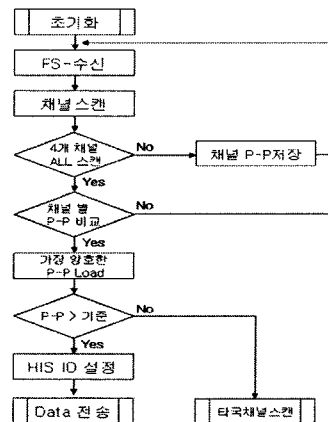 초기화
FS-수신
채널스캔
4개 채널
ALL 스캔
No
채널 P-P저장
Yes
채널 별
P-P 비교
No
Yes
가장 양호한
P-P Load
P-P > 기준
No
Yes
HIS ID 설정
Data 전송
타국채널스캔